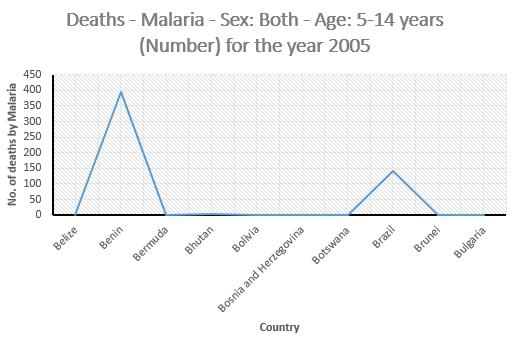 Deaths - Malaria - Sex: Both - Age: 5-14 years
(Number) for the year 2005
No. of deaths by Malaria
450
400
350
300
250
200
150
100
50
0
Belize
Benin
Bermuda
Bhutan
Bolivia
Bosnia and Herzegovina
Botswana
Brazil
Brunei
Bulgaria
Country